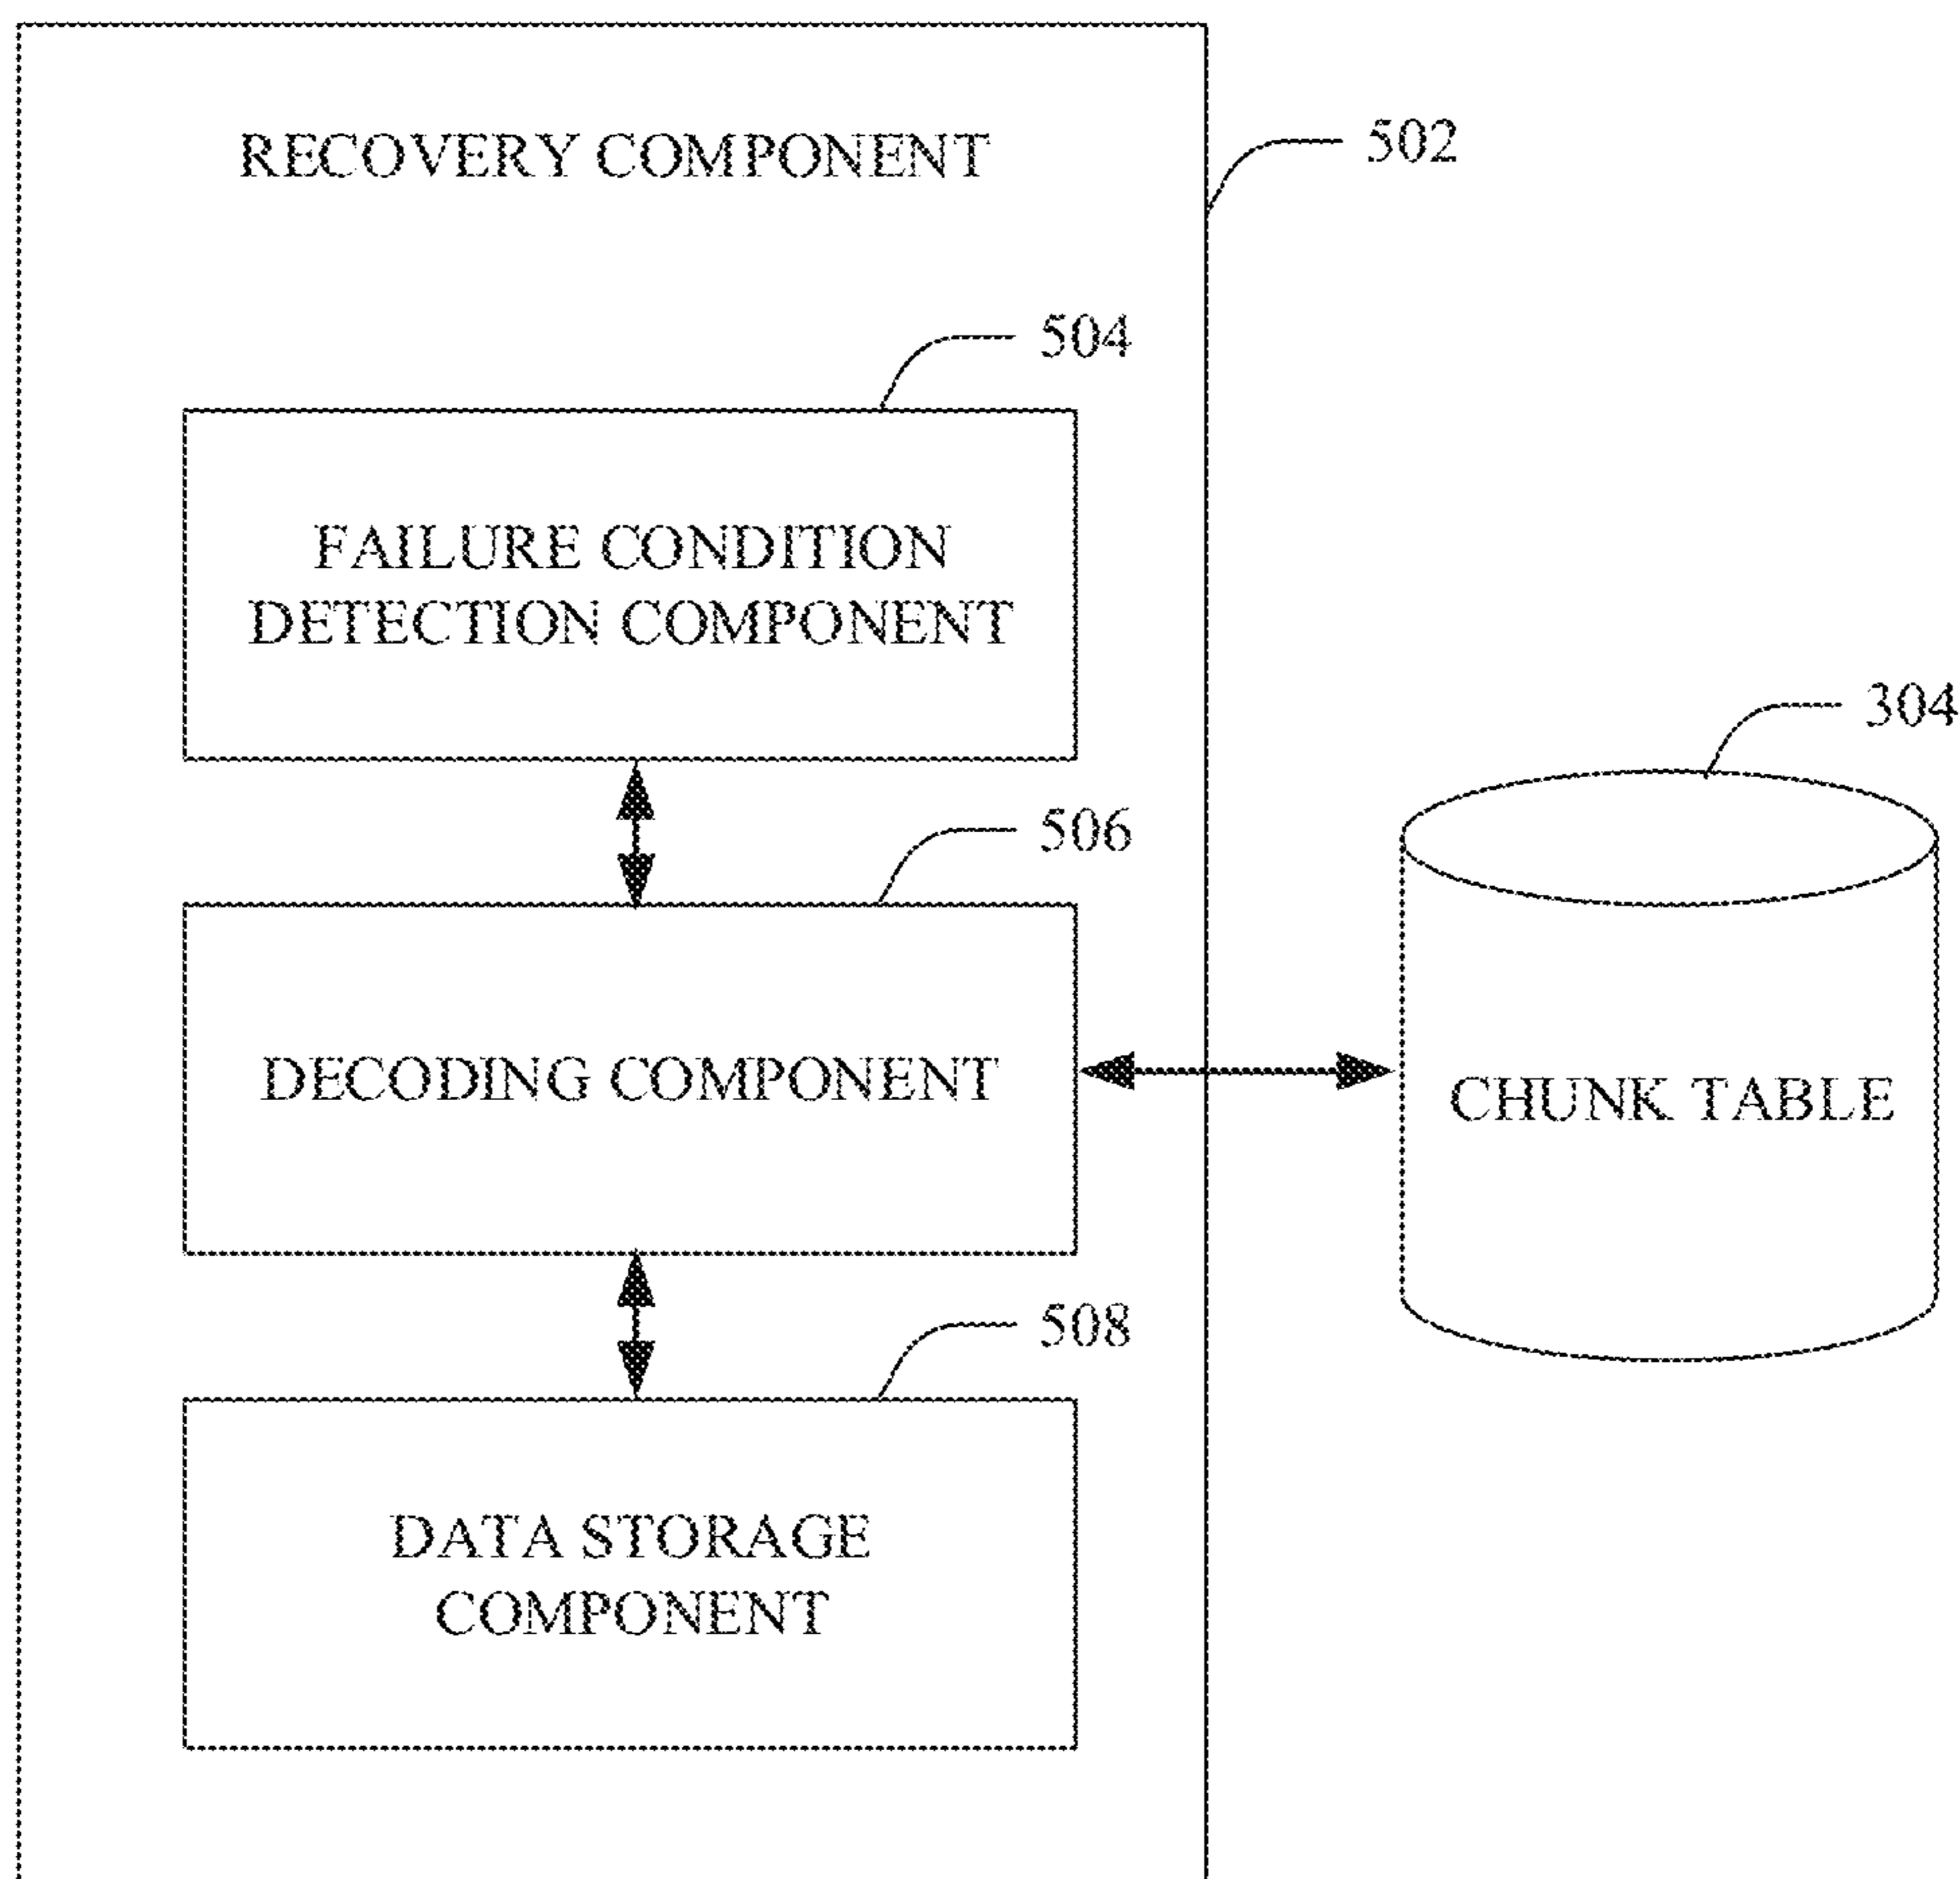 RECOVERY COMPONENT
502
504
FAILURE CONDITION
DETECTION COMPONENT
304
506
DECODING COMPONENT
CHUNK TABLE
508
DATA STORAGE
COMPONENT